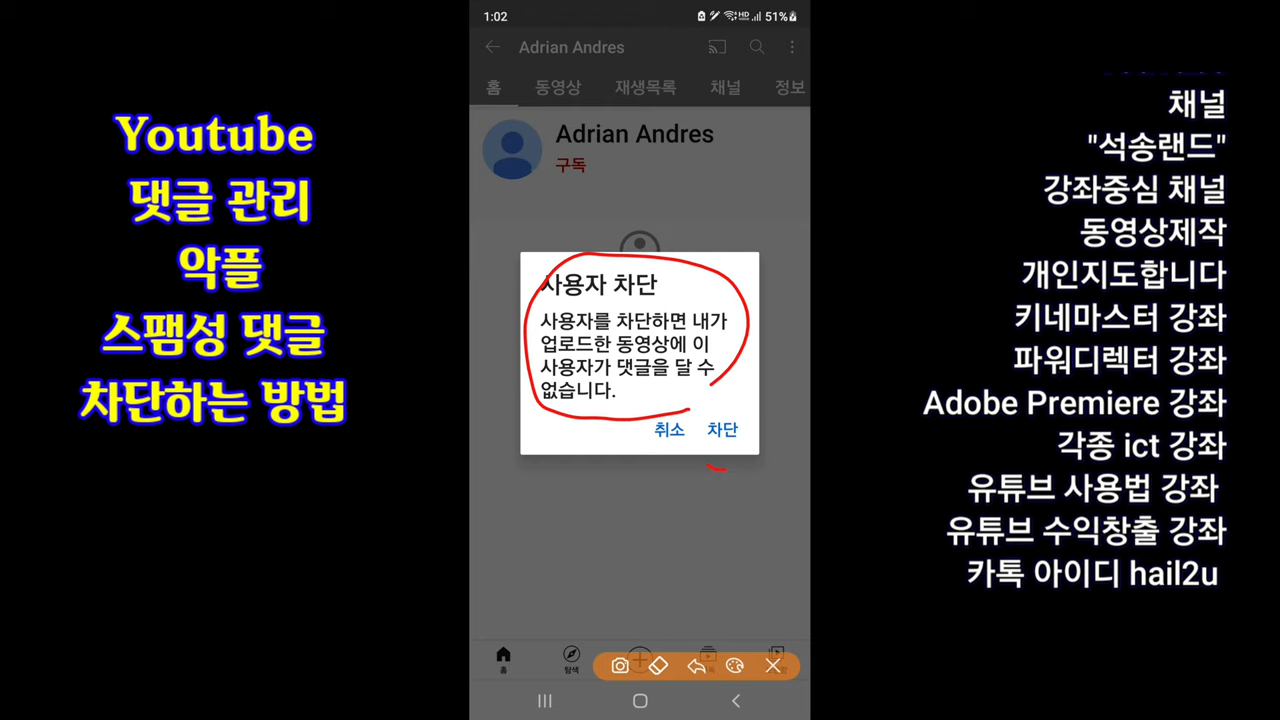 Youtube
댓글 관리
악플
스팸성 댓글
차단하는 방법
1:02
51%
Adrian Andres
홈 동영상 재생목록 채널 정보
Adrian Andres
구독
사용자 차단
사용자를 차단하면 내가
업로드한 동영상에 이
사용자가 댓글을 달 수
없습니다.
취소 차단
홈 탐색
채널
"석송랜드"
강좌중심 채널
동영상제작
개인지도합니다
키네마스터 강좌
파워디렉터 강좌
Adobe Premiere 강좌
각종 ict 강좌
유튜브 사용법 강좌
유튜브 수익창출 강좌
카톡 아이디 hail2u